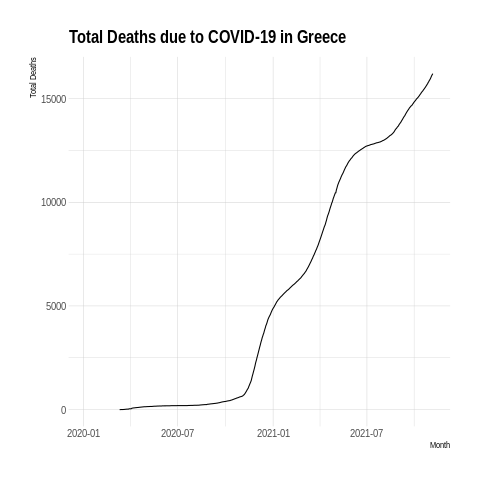 Total Deaths due to COVID-19 in Greece
Total Deaths
15000
10000
5000
0
2020-01 2020-07 2021-01 2021-07
Month